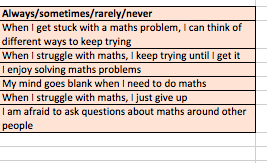 Always/sometimes/rarely/never
When I get stuck with a maths problem, I can think of
different ways to keep trying
When I struggle with maths, I keep trying until I get it
I enjoy solving maths problems
My mind goes blank when I need to do maths
When I struggle with maths, I just give up
I am afraid to ask questions about maths around other
people